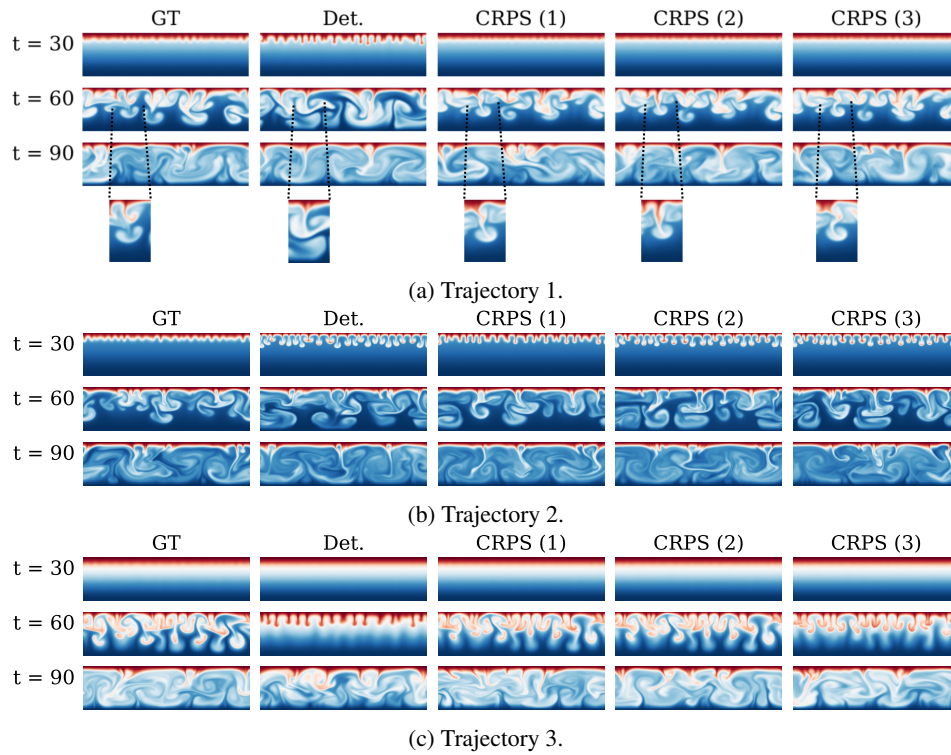 GT Det. CRPS (1) CRPS (2) CRPS (3)
t = 30
t = 60
t = 90
(a) Trajectory 1.
GT Det. CRPS (1) CRPS (2) CRPS (3)
t = 30
t = 60
t = 90
(b) Trajectory 2.
GT Det. CRPS (1) CRPS (2) CRPS (3)
t = 30
t = 60
t = 90
(c) Trajectory 3.